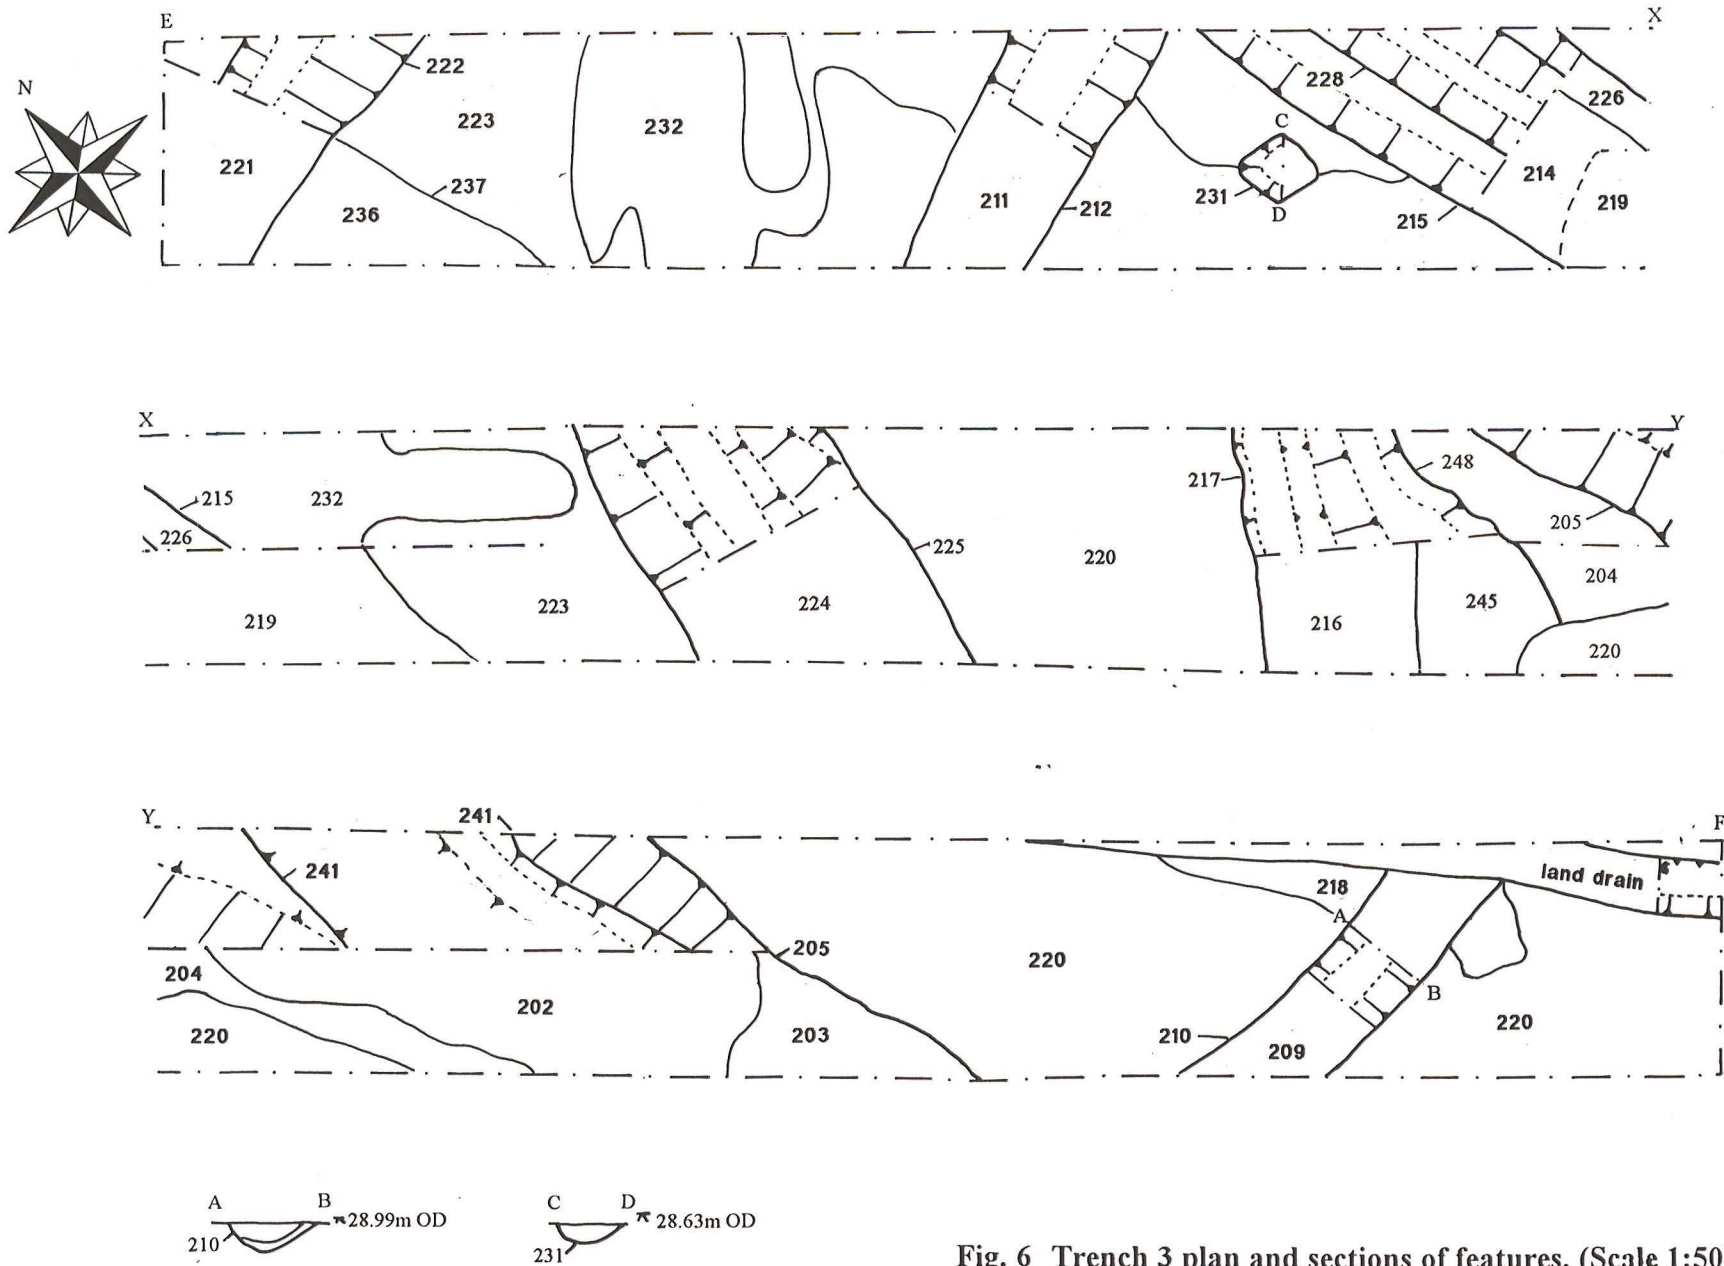 E X
N
222
223
232
228
226
C
221
237
236
231
D
211
212
215
214
219
X Y
215
232
226
217
248
205
225
220
204
223
224
245
219
216
220
Y
241
241
F
land drain
218
A
205
204
220
202
B
220
203
210
209
220
A B
28.99m OD
210
C D
28.63m OD
231
Fig. 6 Trench 3 plan and sections of features. (Scale 1:50